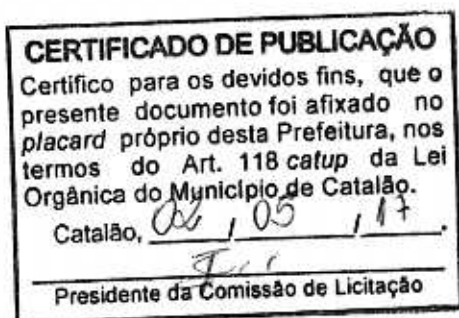 CERTIFICADO DE PUBLICAÇÃO
Certifico para os devidos fins, que o
presente documento foi afixado no
placard próprio desta Prefeitura, nos
termos do Art. 118 catup da Lei
Orgânica do Município de Catalão.
Catalão, 02 / 05 / 17.
Presidente da Comissão de Licitação